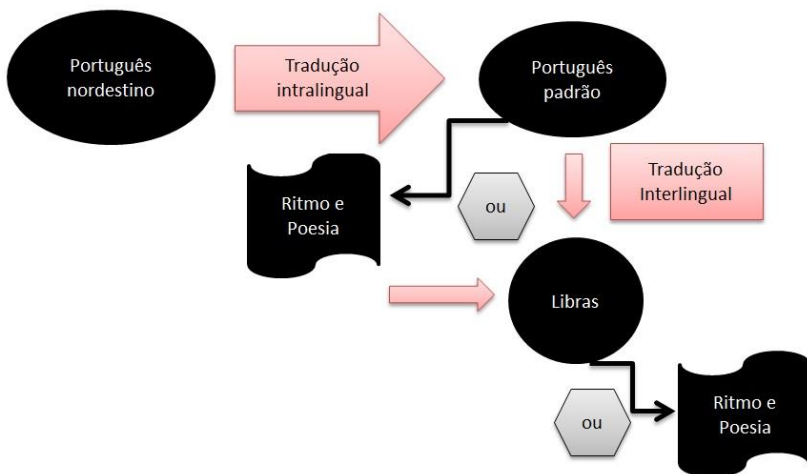 Português
nordestino
Tradução
intralingual
Português
padrão
Ritmo e
Poesia
ou
Tradução
Interlingual
Libras
ou
Ritmo e
Poesia